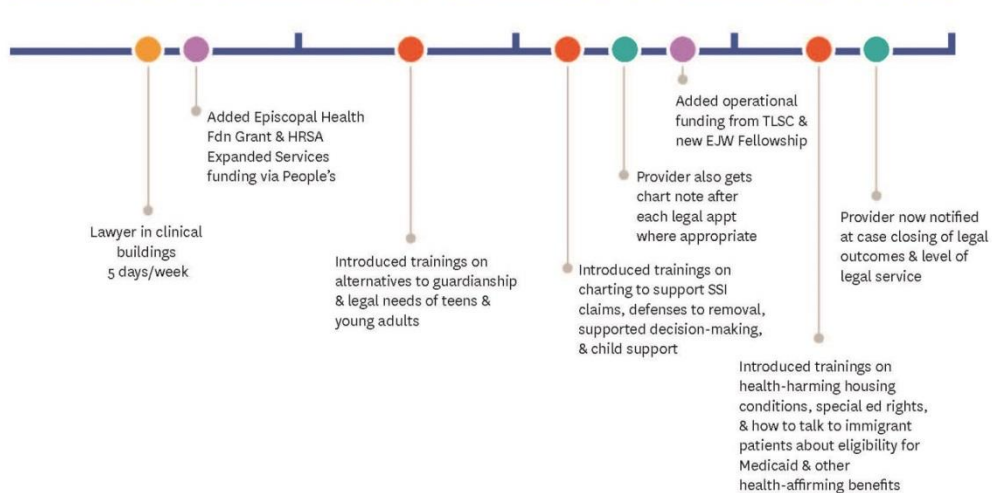 Lawyer in clinical
buildings
5 days/week
Added Episcopal Health
Fdn Grant & HRSA
Expanded Services
funding via People's
Introduced trainings on
alternatives to guardianship
& legal needs of teens &
young adults
Introduced trainings on
charting to support SSI
claims, defenses to removal,
supported decision-making,
& child support
Provider also gets
chart note after
each legal appt
where appropriate
Added operational
funding from TLSC &
new EJW Fellowship
Introduced trainings on
health-harming housing
conditions, special ed rights,
& how to talk to immigrant
patients about eligibility for
Medicaid & other
health-affirming benefits
Provider now notified
at case closing of legal
outcomes & level of
legal service